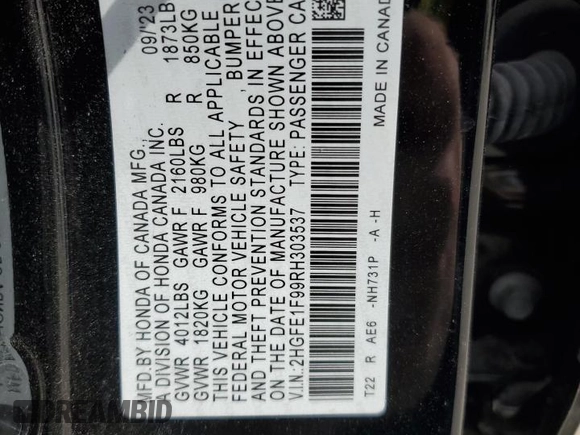 MFD.BY HONDA OF CANADA MFG., 09/'23
A DIVISION OF HONDA CANADA INC.
GVWR 4012LBS GAWR F 2160LBS R 1873LB
GVWR 1820KG GAWR F 980KG R 850KG
THIS VEHICLE CONFORMS TO ALL APPLICABLE
FEDERAL MOTOR VEHICLE SAFETY, BUMPER
AND THEFT PREVENTION STANDARDS IN EFFEC
ON THE DATE OF MANUFACTURE SHOWN ABOVE
V.I.N.:2HGFE1F99RH303537 TYPE: PASSENGER CA
T22 R AE6 -NH731P -A -H MADE IN CANAD
DREAMBID